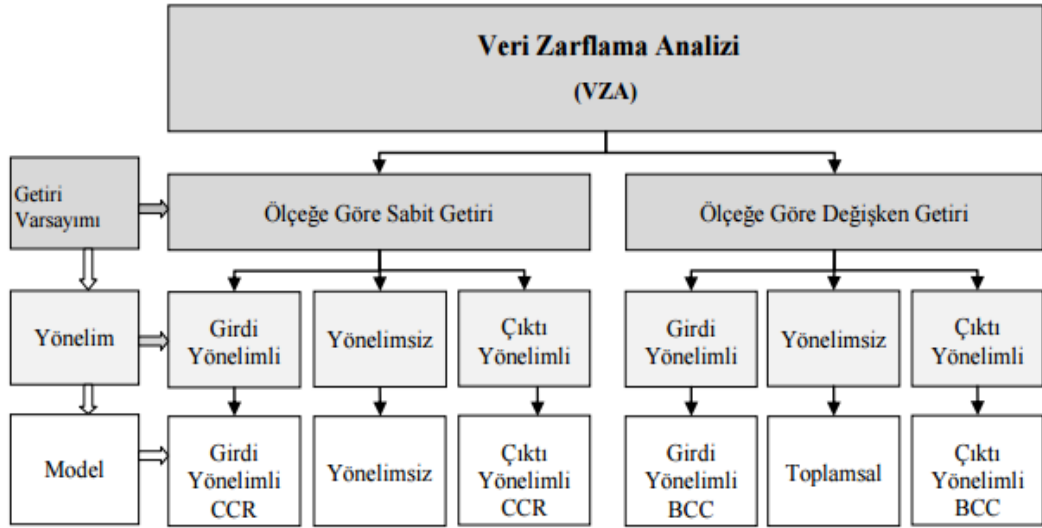 Veri Zarflama Analizi
(VZA)
Getiri
Varsayımı
Ölçeğe Göre Sabit Getiri
Ölçeğe Göre Değişken Getiri
Yönelim
Girdi
Yönelimli
Yönelimsiz
Çıktı
Yönelimli
Girdi
Yönelimli
Yönelimsiz
Çıktı
Yönelimli
Model
Girdi
Yönelimli
CCR
Yönelimsiz
Çıktı
Yönelimli
CCR
Girdi
Yönelimli
BCC
Toplamsal
Çıktı
Yönelimli
BCC